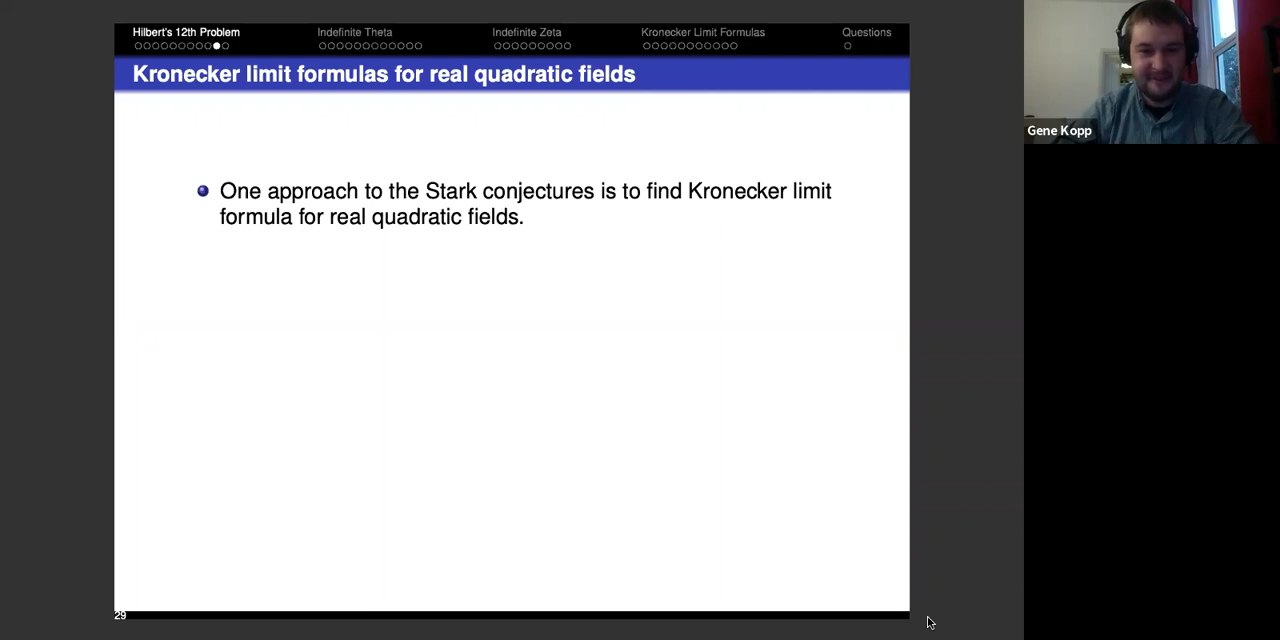 Hilbert's 12th Problem Indefinite Theta Indefinite Zeta Kronecker Limit Formulas Questions
Kronecker limit formulas for real quadratic fields
One approach to the Stark conjectures is to find Kronecker limit
formula for real quadratic fields.
29
Gene Kopp